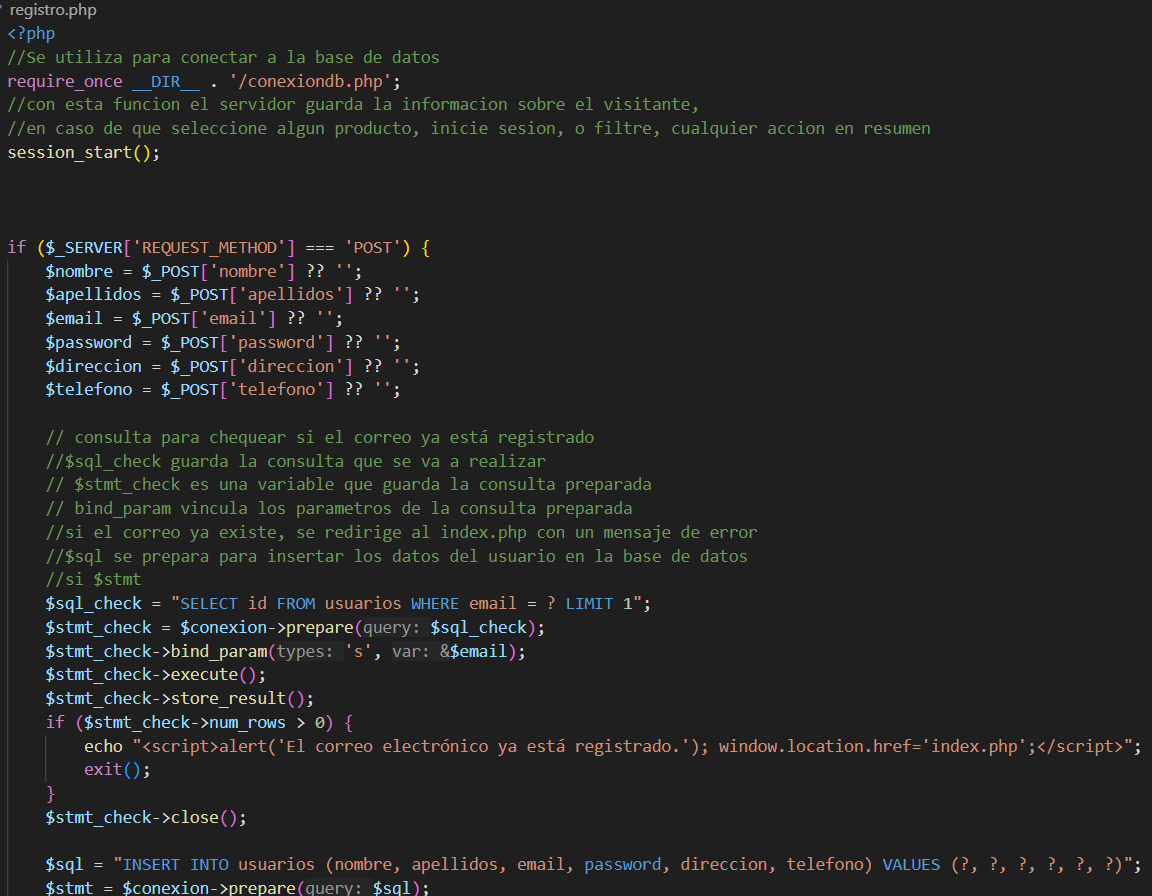 registro.php
<?php
//Se utiliza para conectar a la base de datos
require_once __DIR__ . '/conexiondb.php';
//con esta funcion el servidor guarda la informacion sobre el visitante,
//en caso de que seleccione algun producto, inicie sesion, o filtre, cualquier accion en resumen
session_start();
if ($_SERVER['REQUEST_METHOD'] === 'POST') {
$nombre = $_POST['nombre'] ?? '';
$apellidos = $_POST['apellidos'] ?? '';
$email = $_POST['email'] ?? '';
$password = $_POST['password'] ?? '';
$direccion = $_POST['direccion'] ?? '';
$telefono = $_POST['telefono'] ?? '';
// consulta para chequear si el correo ya está registrado
//$sql_check guarda la consulta que se va a realizar
// $stmt_check es una variable que guarda la consulta preparada
// bind_param vincula los parametros de la consulta preparada
//si el correo ya existe, se redirige al index.php con un mensaje de error
//$sql se prepara para insertar los datos del usuario en la base de datos
//si $stmt
$sql_check = "SELECT id FROM usuarios WHERE email = ? LIMIT 1";
$stmt_check = $conexion->prepare(query: $sql_check);
$stmt_check->bind_param(types: 's', var: &$email);
$stmt_check->execute();
$stmt_check->store_result();
if ($stmt_check->num_rows > 0) {
echo "<script>alert('El correo electrónico ya está registrado.'); window.location.href='index.php';</script>";
exit();
}
$stmt_check->close();
$sql = "INSERT INTO usuarios (nombre, apellidos, email, password, direccion, telefono) VALUES (?, ?, ?, ?, ?, ?)";
$stmt = $conexion->prepare(query: $sql);